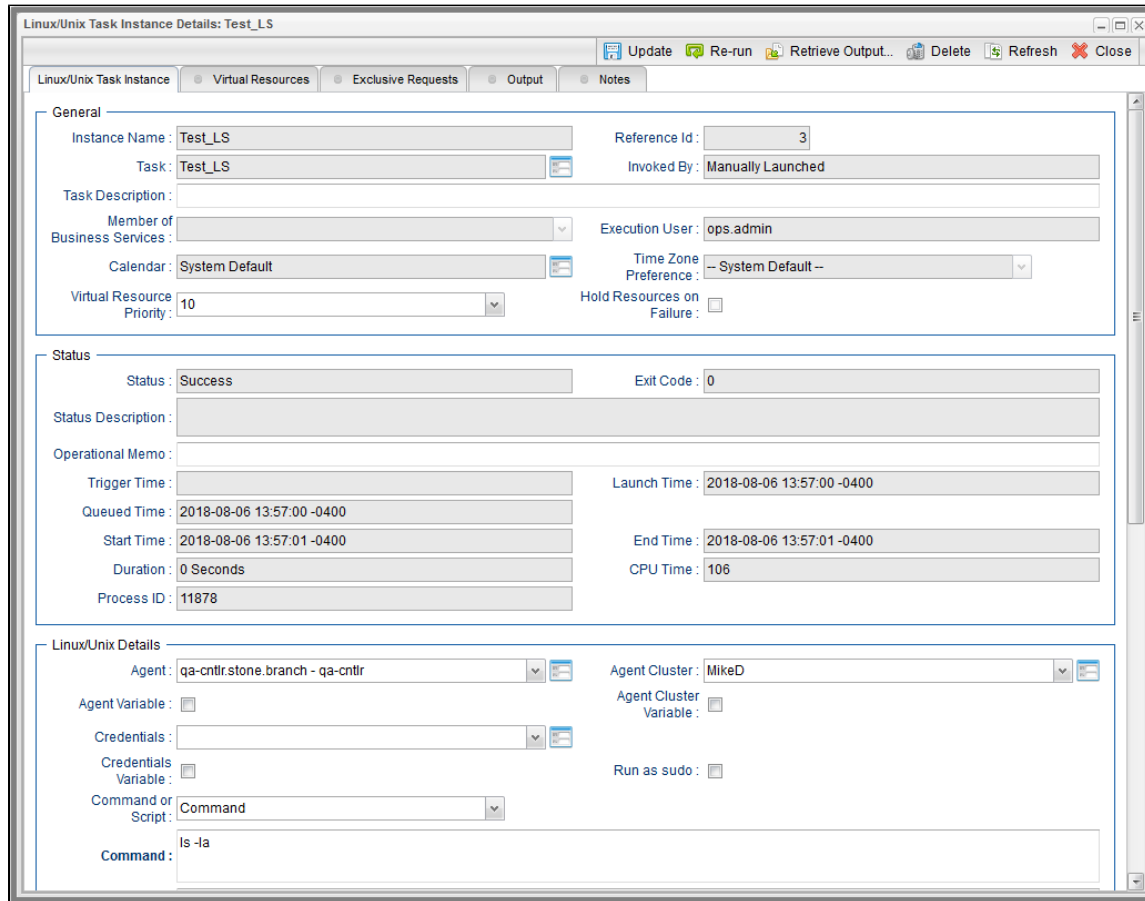 Linux/Unix Task Instance Details: Test_LS
Update Re-run Retrieve Output... Delete Refresh Close
Linux/Unix Task Instance Virtual Resources Exclusive Requests Output Notes
General
Instance Name : Test_LS Reference Id : 3
Task : Test_LS Invoked By : Manually Launched
Task Description :
Member of
Business Services : Execution User : ops.admin
Calendar : System Default Time Zone
Preference : -- System Default --
Virtual Resource
Priority : 10 Hold Resources on
Failure :
Status
Status : Success Exit Code : 0
Status Description :
Operational Memo :
Trigger Time : Launch Time : 2018-08-06 13:57:00 -0400
Queued Time : 2018-08-06 13:57:00 -0400
Start Time : 2018-08-06 13:57:01 -0400 End Time : 2018-08-06 13:57:01 -0400
Duration : 0 Seconds CPU Time : 106
Process ID : 11878
Linux/Unix Details
Agent : qa-cntlr.stone.branch - qa-cntlr Agent Cluster : MikeD
Agent Variable : Agent Cluster
Variable :
Credentials :
Credentials
Variable : Run as sudo :
Command or
Script : Command
Command : ls -la